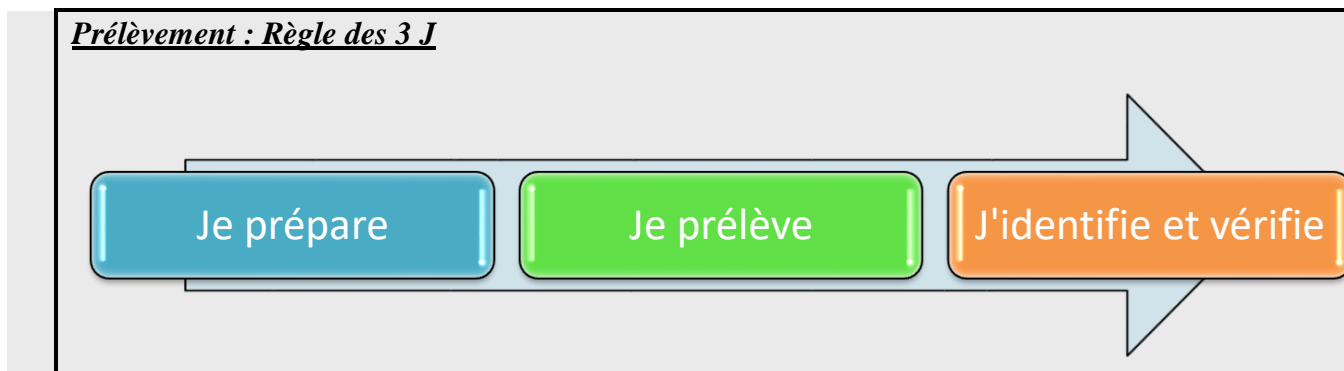 Prélèvement : Règle des 3 J
Je prépare
Je prélève
J'identifie et vérifie